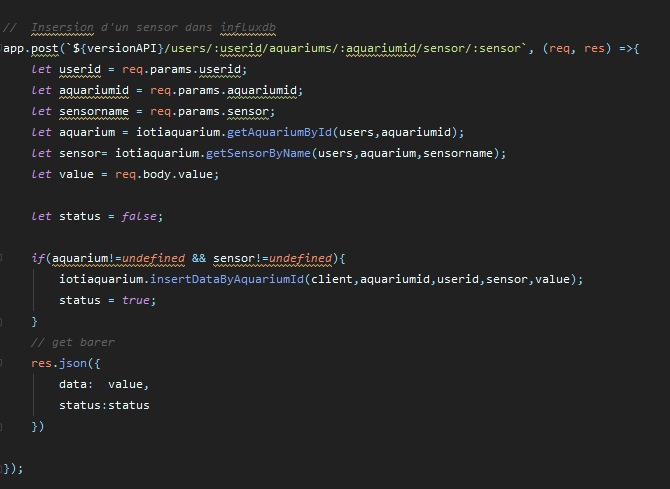 //  Insersion d'un sensor dans infLuxdb
app.post(`${versionAPI}/users/:userid/aquariums/:aquariumid/sensor/:sensor`, (req, res) =>{
    let userid = req.params.userid;
    let aquariumid = req.params.aquariumid;
    let sensorname = req.params.sensor;
    let aquarium = iotiaquarium.getAquariumById(users,aquariumid);
    let sensor= iotiaquarium.getSensorByName(users,aquarium,sensorname);
    let value = req.body.value;
    let status = false;
    if(aquarium!=undefined && sensor!=undefined){
        iotiaquarium.insertDataByAquariumId(client,aquariumid,userid,sensor,value);
        status = true;
    }
    // get barer
    res.json({
        data:  value,
        status:status
    })
});